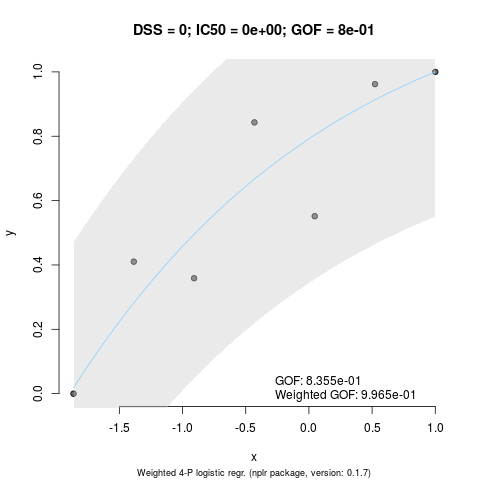 DSS = 0; IC50 = 0e+00; GOF = 8e-01
1.0
0.8
0.6
0.4
0.2
0.0
y
GOF: 8.355e-01
Weighted GOF: 9.965e-01
-1.5 -1.0 -0.5 0.0 0.5 1.0
x
Weighted 4-P logistic regr. (nplr package, version: 0.1.7)